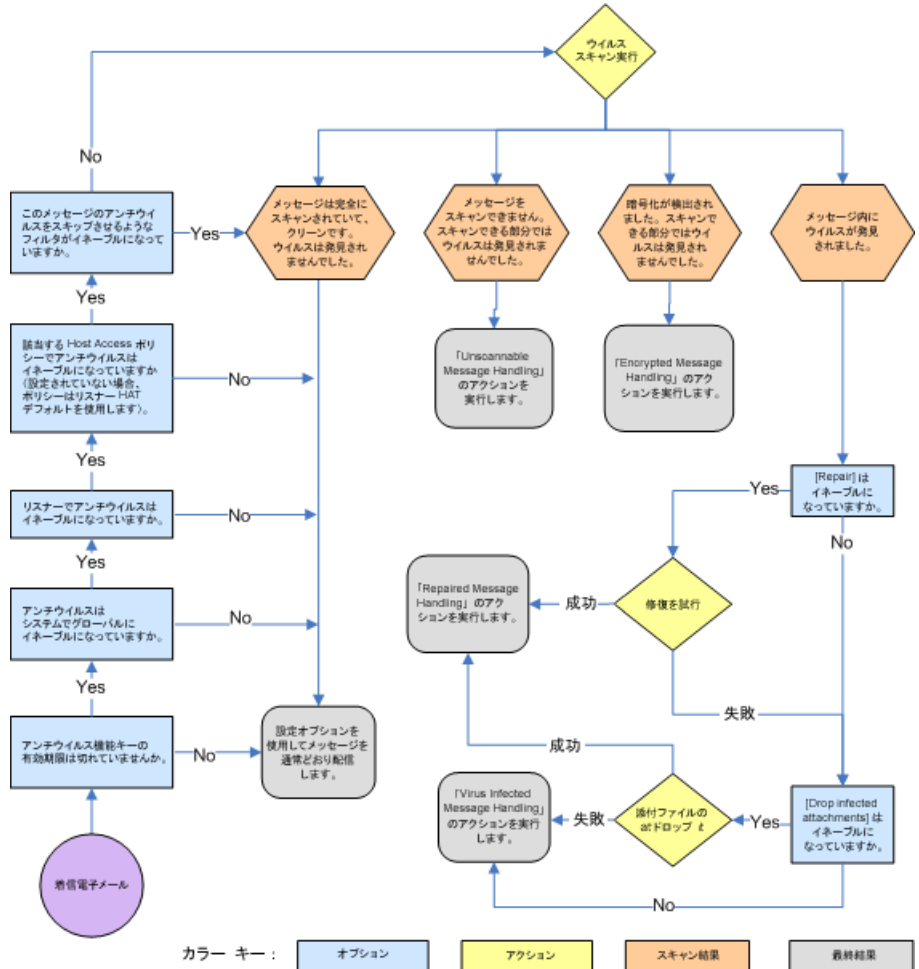 ウイルス
スキャン実行
No
このメッセージのアンチウイ
ルスをスキップさせるような
フィルタがイネーブルになって
いますか。
Yes
メッセージは完全に
スキャンされていて、
クリーンです。
ウイルスは発見され
ませんでした。
メッセージを
スキャンできません。
スキャンできる部分では
ウイルスは発見されま
せんでした。
暗号化が検出され
ました。スキャンで
きる部分ではウイ
ルスは発見されま
せんでした。
メッセージ内に
ウイルスが発見
されました。
Yes
該当する Host Access ポリ
シーでアンチウイルスは
イネーブルになっていますか
(設定されていない場合、
ポリシーはリスナー HAT
デフォルトを使用します)。
No
「Unscannable
Message Handling」
のアクションを
実行します。
「Encrypted Message
Handling」のアク
ションを実行します。
Yes
リスナーでアンチウイルスは
イネーブルになっていますか。
No
Yes
[Repair] は
イネーブルに
なっていますか。
No
Yes
アンチウイルスは
システムでグローバルに
イネーブルになっていますか。
No
「Repaired Message
Handling」のアク
ションを実行します。
成功
修復を試行
Yes
失敗
アンチウイルス機能キーの
有効期限は切れていませんか。
No
設定オプションを
使用してメッセージを
通常どおり配信
します。
成功
「Virus Infected
Message Handling」
のアクションを実行
します。
失敗
添付ファイルの
atドロップ t
Yes
[Drop infected
attachments] は
イネーブルに
なっていますか。
No
着信電子メール
カラー キー :
オプション
アクション
スキャン結果
最終結果